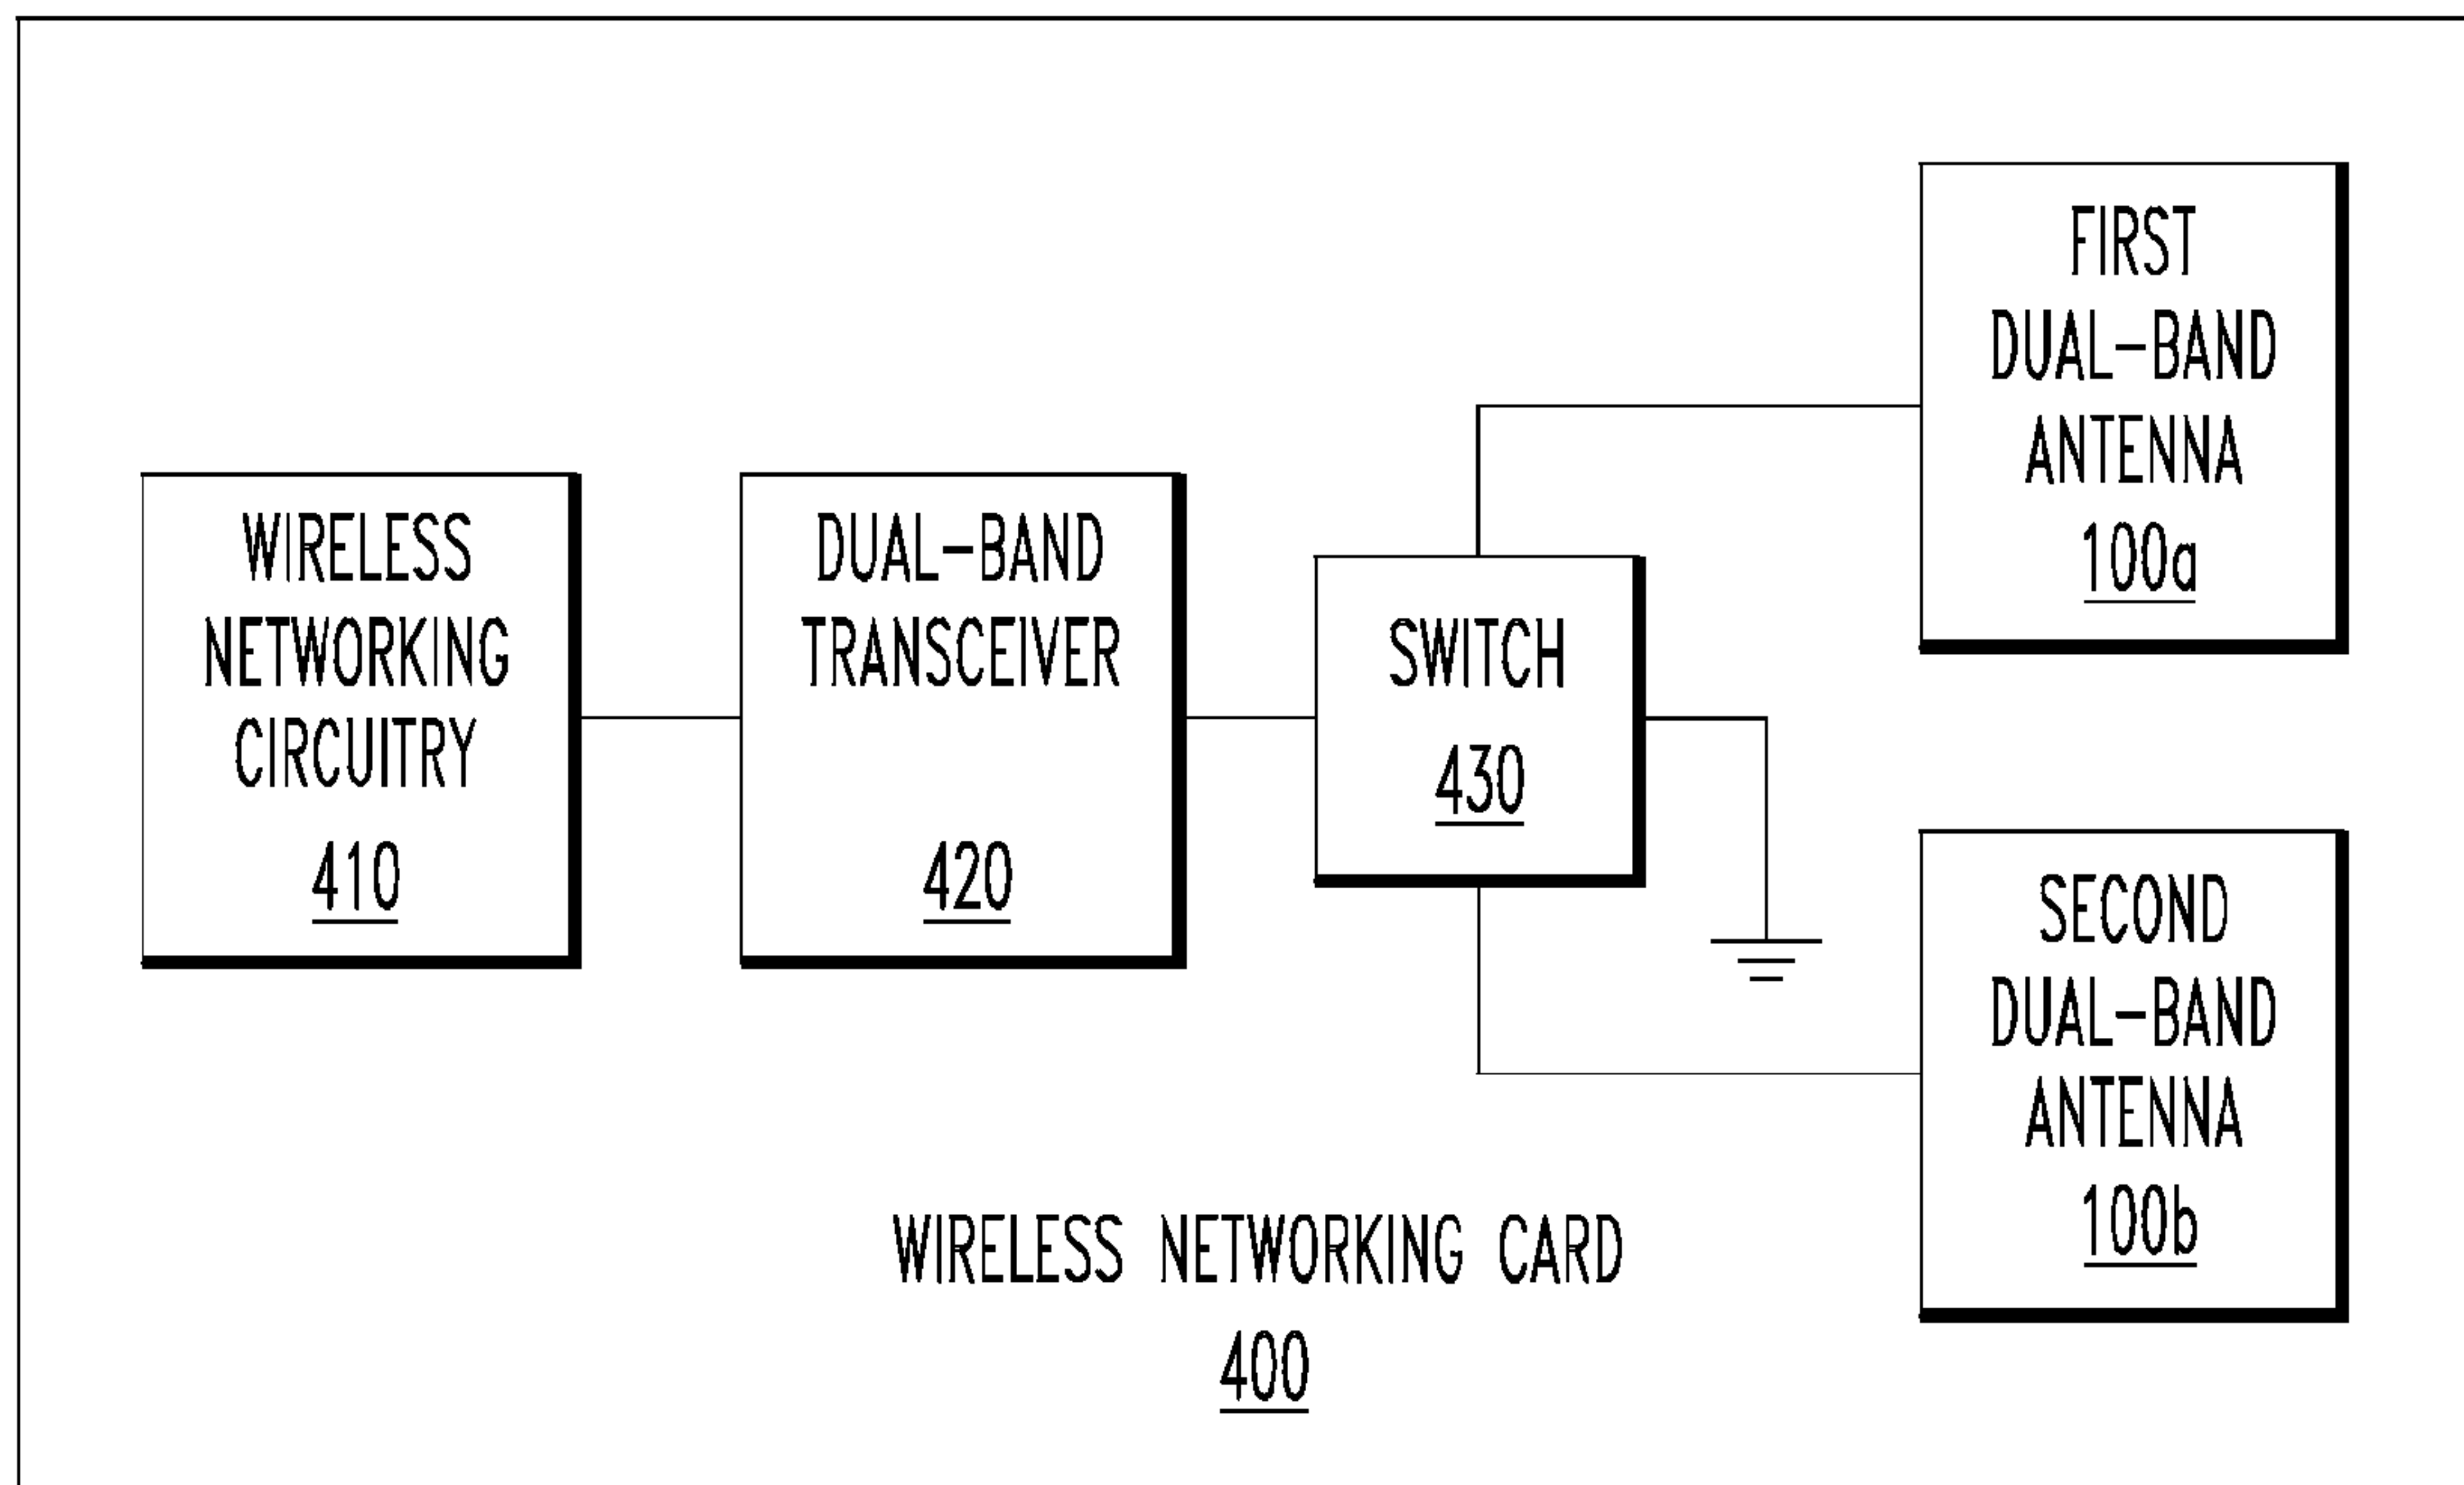 WIRELESS
NETWORKING
CIRCUITRY
410
DUAL-BAND
TRANSCEIVER
420
SWITCH
430
FIRST
DUAL-BAND
ANTENNA
100a
SECOND
DUAL-BAND
ANTENNA
100b
WIRELESS NETWORKING CARD
400